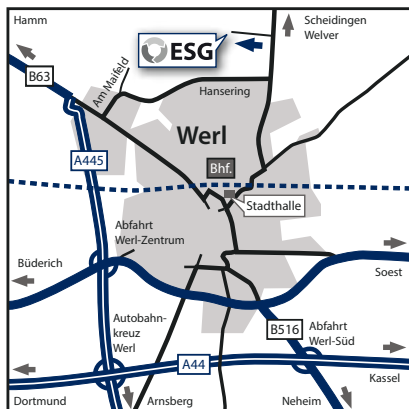 Hamm
Scheidingen
Welver
ESG
B63
Am Maifeld
Hansering
Werl
A445
Bhf.
Stadthalle
Abfahrt
Werl-Zentrum
Büderich
Soest
Autobahn-
kreuz
Werl
B516
Abfahrt
Werl-Süd
A44
Kassel
Dortmund
Arnsberg
Neheim